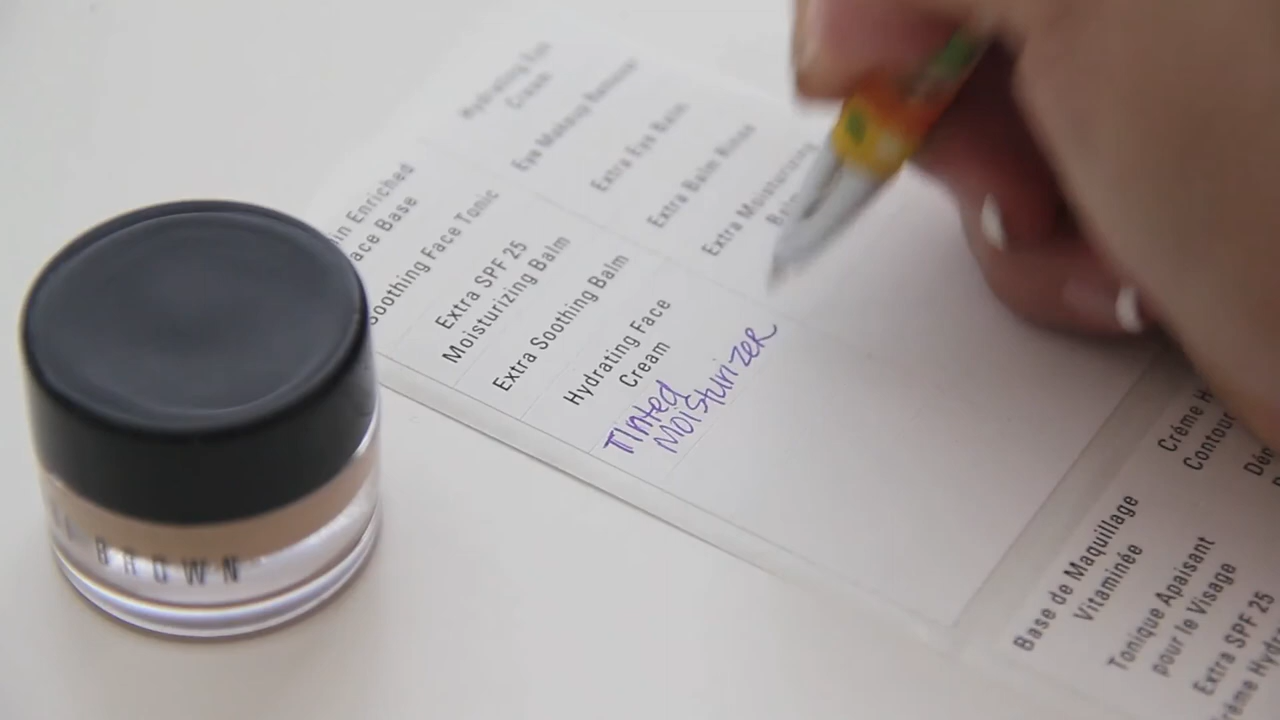 Hydrating Eye
Cream
Eye Makeup Remover
Extra Eye Balm
Extra Balm Rinse
Extra Moisturizing
Enriched
Face Base
Soothing Face Tonic
Extra SPF 25
Moisturizing Balm
Extra Soothing Balm
Hydrating Face
Cream
Tinted
Moisturizer
BROWN
Contour
Base de Maquillage
Vitaminée
Tonique Apaisant
pour le Visage
Extra SPF 25